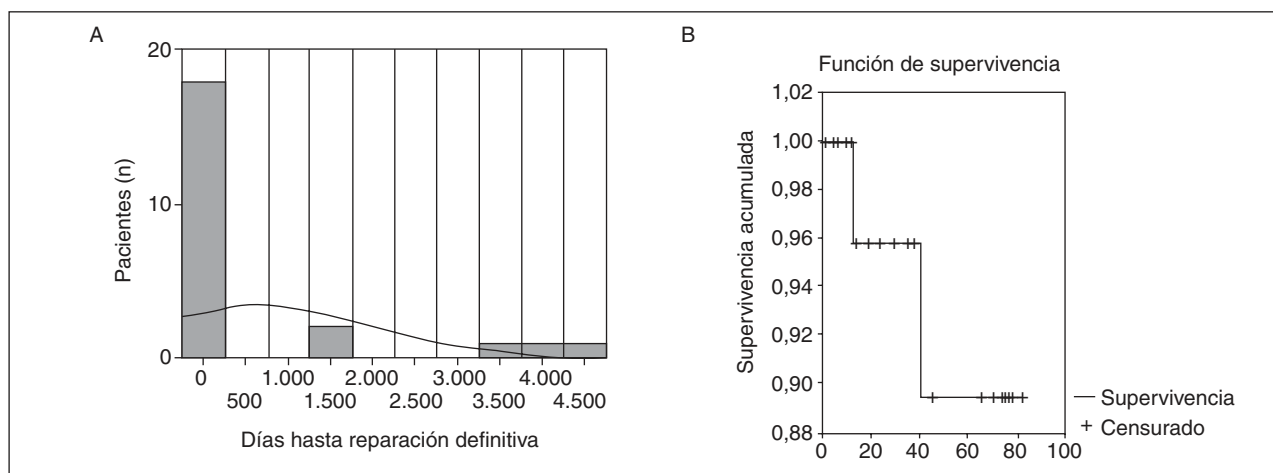 A
20
10
0
Pacientes (n)
0 1.000 2.000 3.000 4.000
500 1.500 2.500 3.500 4.500
Días hasta reparación definitiva
B
Función de supervivencia
1,02
1,00
0,98
0,96
0,94
0,92
0,90
0,88
Supervivencia acumulada
0 20 40 60 80 100
Supervivencia
+ Censurado